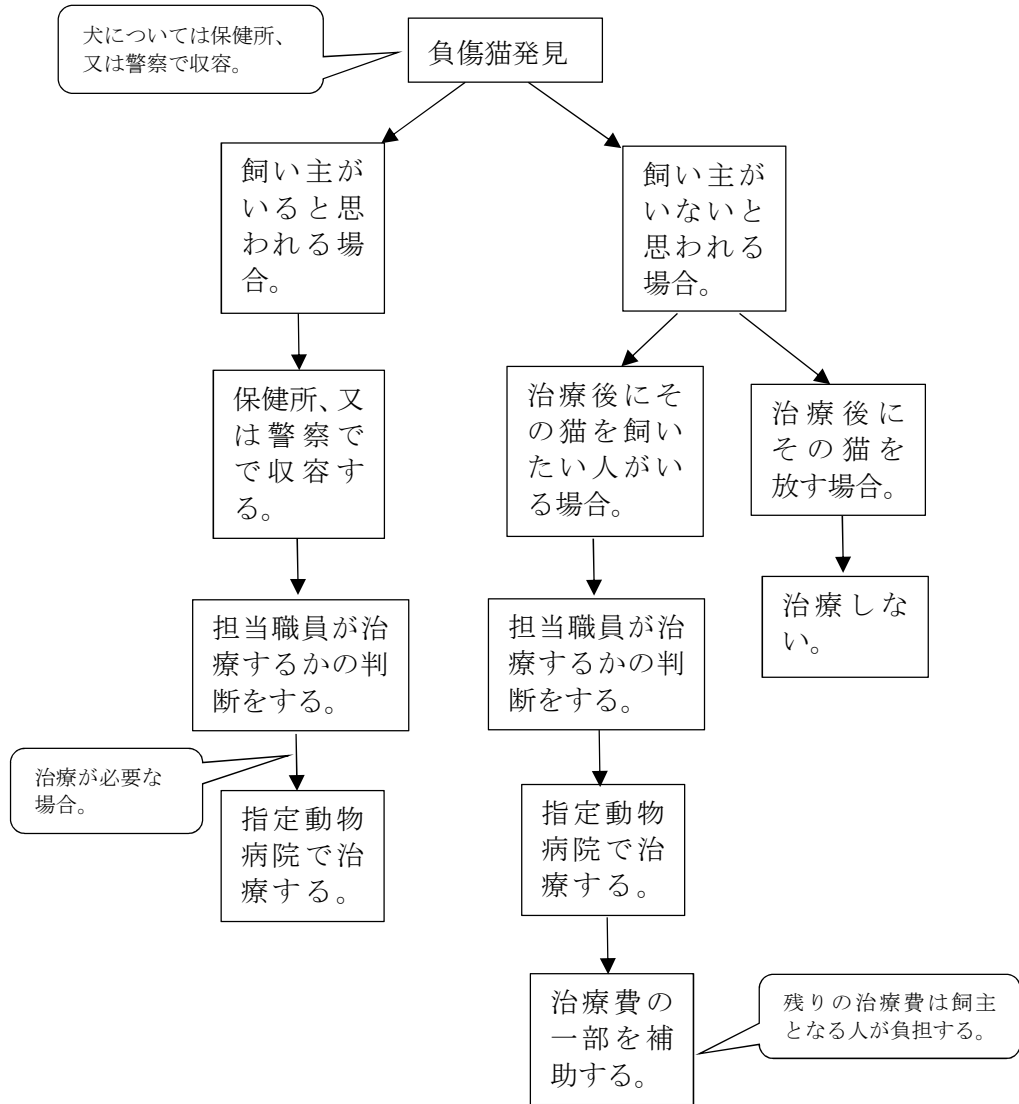 犬については保健所、
又は警察で収容。
負傷猫発見
飼い主が
いると思
われる場
合。
飼い主が
いないと
思われる
場合。
保健所、又
は警察で
で収容す
る。
治療後にそ
の猫を飼い
たい人がい
る場合。
治療後に
その猫を
放す場合。
担当職員が治
療するかの判
断をする。
担当職員が治
療するかの判
断をする。
治療しな
い。
治療が必要な
場合。
指定動物
病院で治
療する。
指定動物
病院で治
療する。
治療費の
一部を補
助する。
残りの治療費は飼主
となる人が負担する。